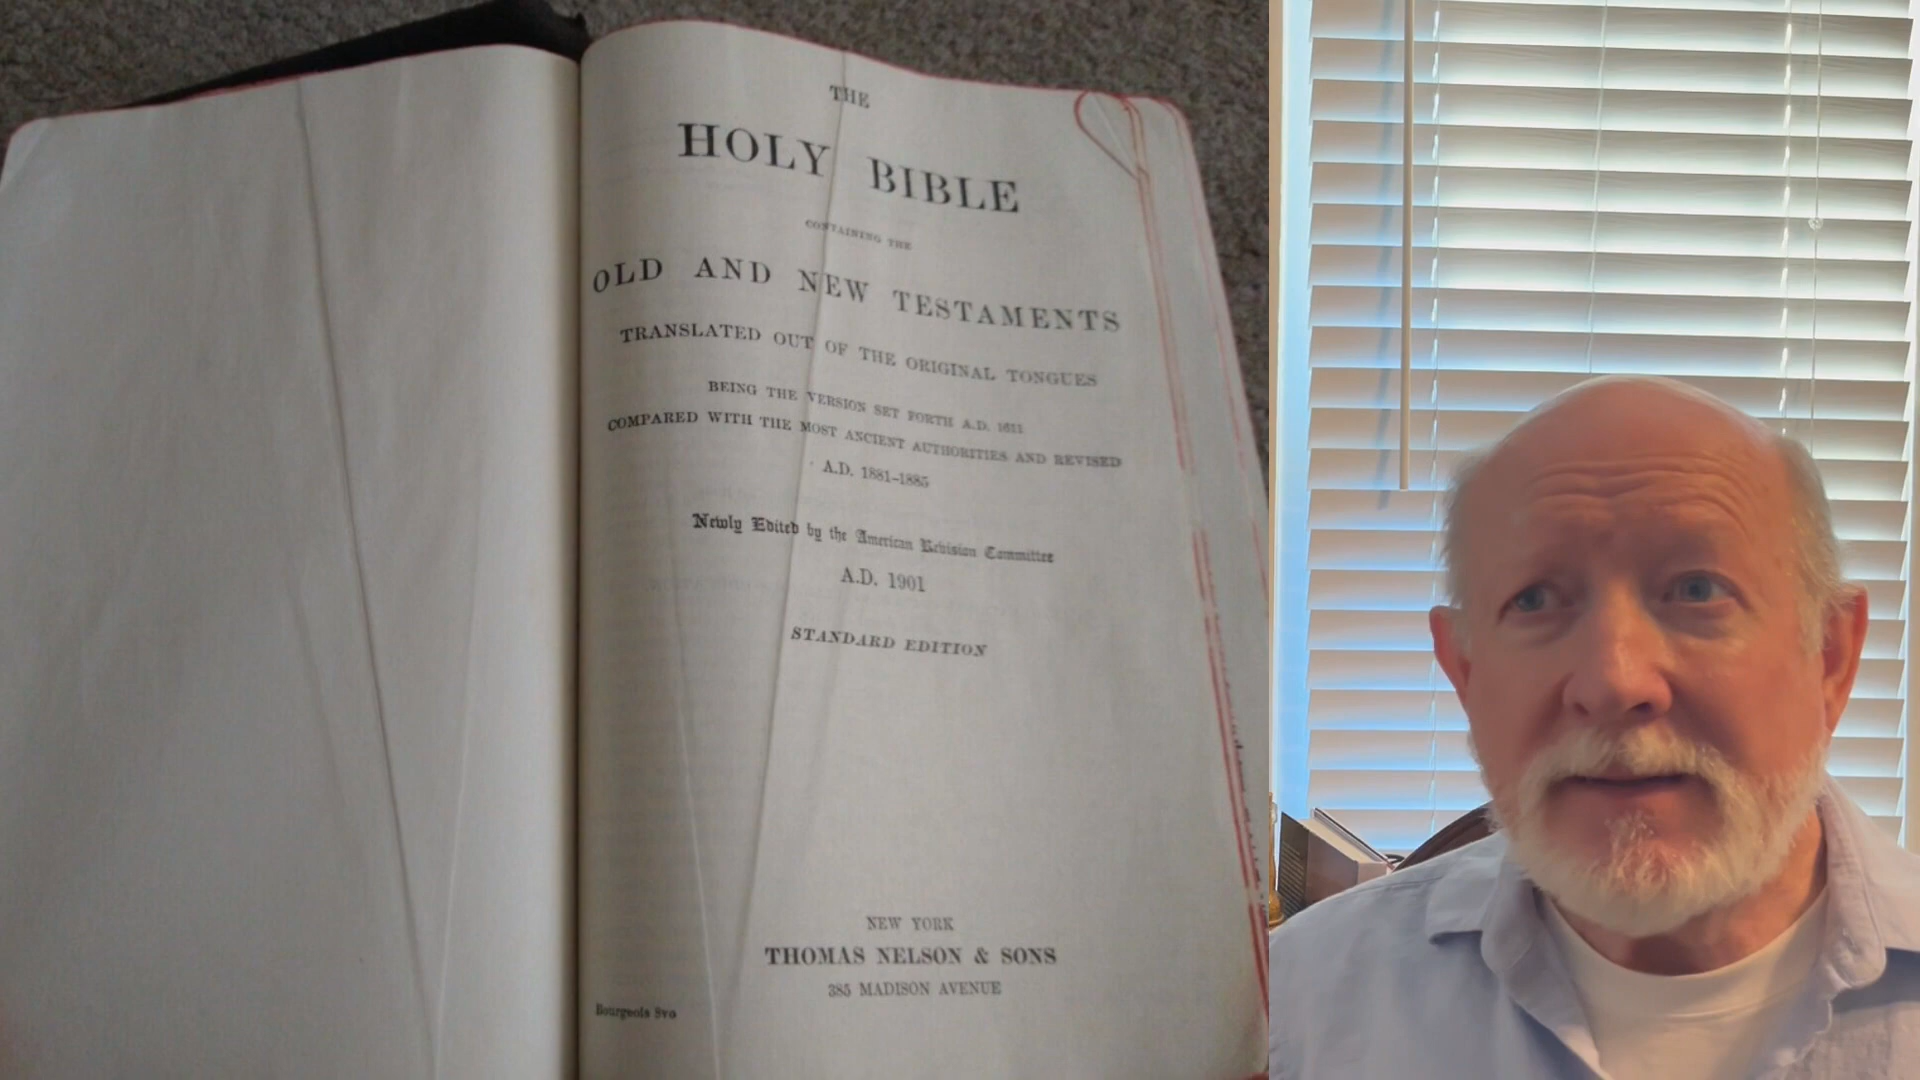 THE
HOLY BIBLE
CONTAINING THE
OLD AND NEW TESTAMENTS
TRANSLATED OUT OF THE ORIGINAL TONGUES
BEING THE VERSION SET FORTH A.D. 1611
COMPARED WITH THE MOST ANCIENT AUTHORITIES AND REVISED
A.D. 1881–1885
Newly Edited by the American Revision Committee
A.D. 1901
STANDARD EDITION
NEW YORK
THOMAS NELSON & SONS
385 MADISON AVENUE
Bourgeois 8vo